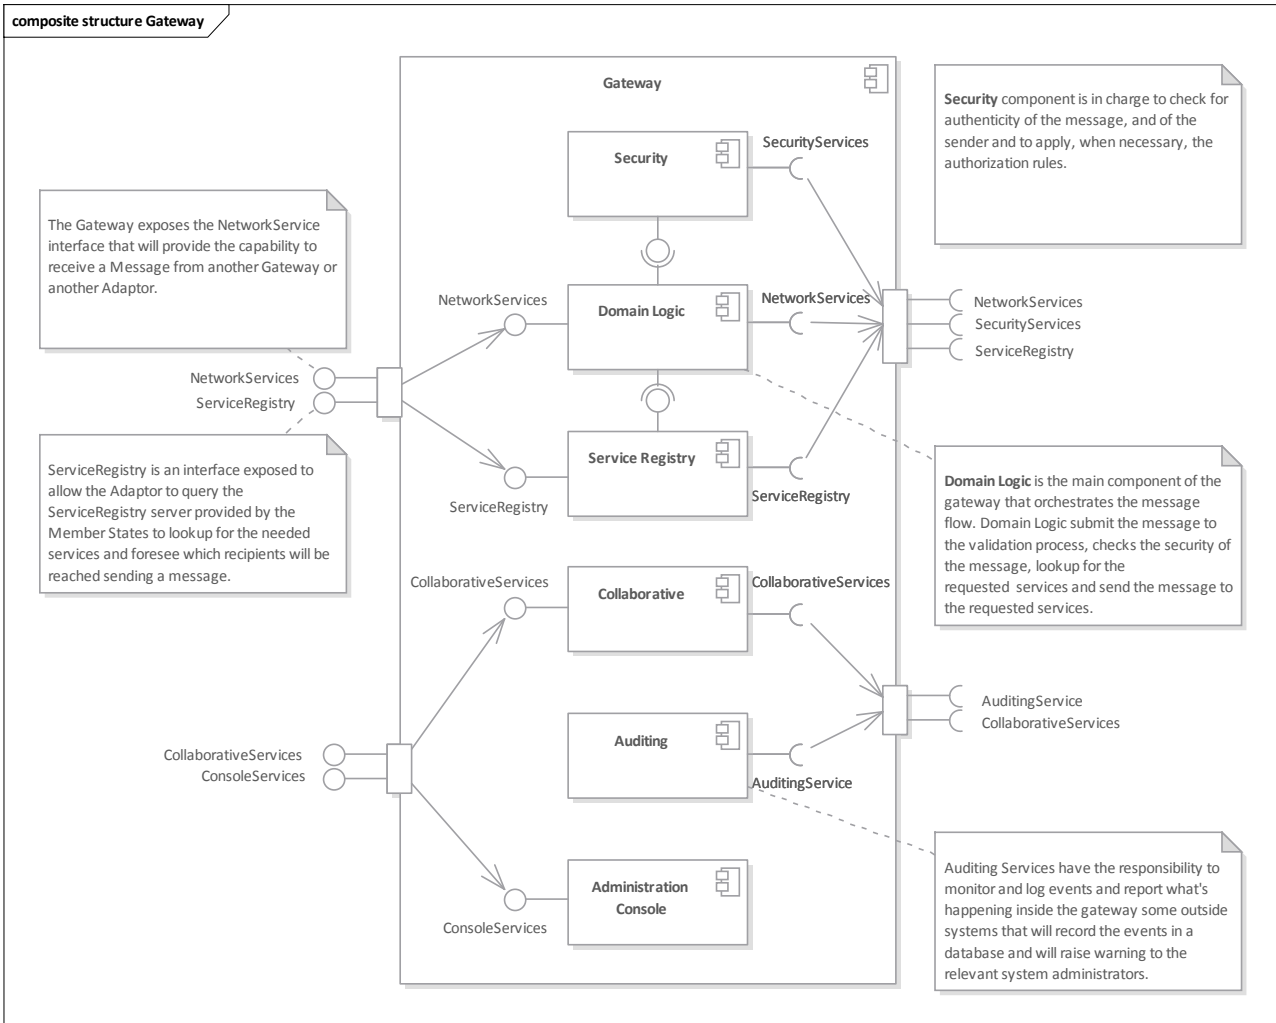 composite structure Gateway
Gateway
Security
SecurityServices
Security component is in charge to check for
authenticity of the message, and of the
sender and to apply, when necessary, the
authorization rules.
The Gateway exposes the NetworkService
interface that will provide the capability to
receive a Message from another Gateway or
another Adaptor.
NetworkServices
Domain Logic
NetworkServices
NetworkServices
SecurityServices
ServiceRegistry
NetworkServices
ServiceRegistry
ServiceRegistry is an interface exposed to
allow the Adaptor to query the
ServiceRegistry server provided by the
Member States to lookup for the needed
services and foresee which recipients will be
reached sending a message.
Service Registry
ServiceRegistry
ServiceRegistry
Domain Logic is the main component of the
gateway that orchestrates the message
flow. Domain Logic submit the message to
the validation process, checks the security of
the message, lookup for the
requested services and send the message to
the requested services.
CollaborativeServices
Collaborative
CollaborativeServices
AuditingService
CollaborativeServices
Auditing
AuditingService
CollaborativeServices
ConsoleServices
Administration
Console
ConsoleServices
Auditing Services have the responsibility to
monitor and log events and report what's
happening inside the gateway some outside
systems that will record the events in a
database and will raise warning to the
relevant system administrators.